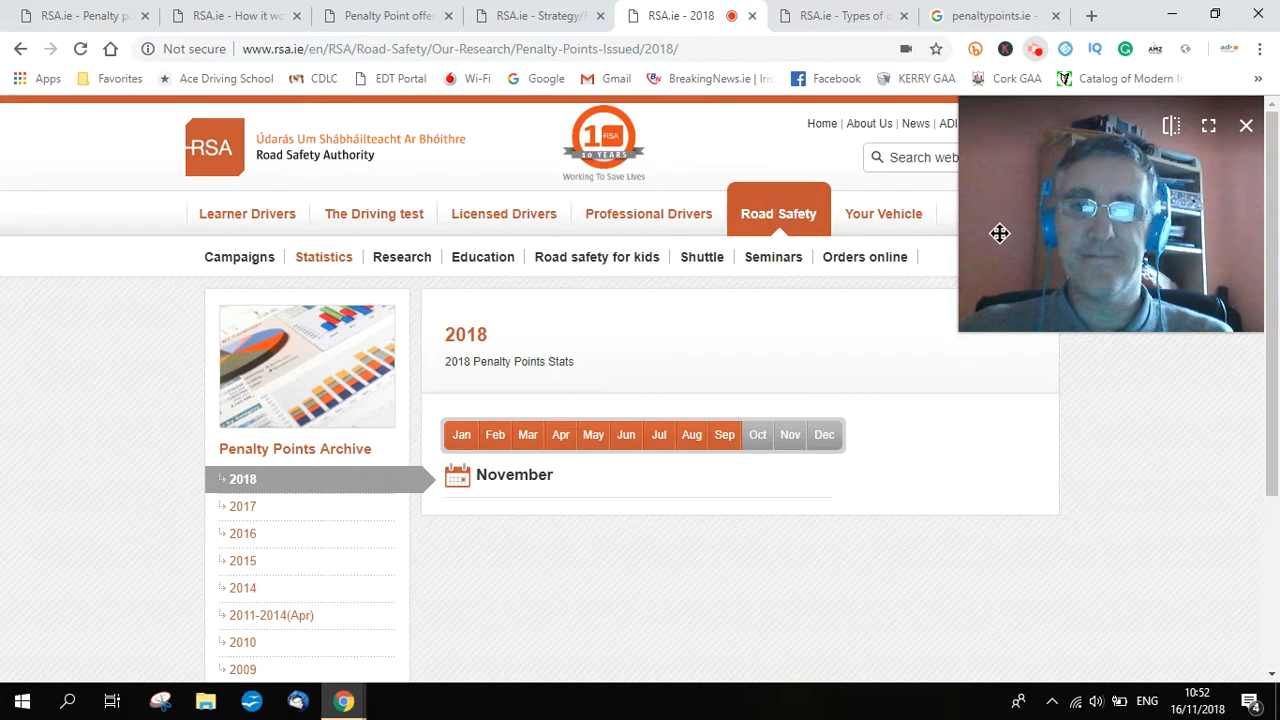 RSA.ie - Penalty po
RSA.ie - How it wo
Penalty Point offer
RSA.ie - Strategy/P
RSA.ie - 2018
RSA.ie - Types of c
penaltypoints.ie -
Not secure
www.rsa.ie/en/RSA/Road-Safety/Our-Research/Penalty-Points-Issued/2018/
Apps
Favorites
Ace Driving School
CDLC
EDT Portal
Wi-Fi
Google
Gmail
BreakingNews.ie | Iris
Facebook
KERRY GAA
Cork GAA
Catalog of Modern In
RSA
Údarás Um Shábháilteacht Ar Bhóithre
Road Safety Authority
RSA
10 YEARS
Working To Save Lives
Home | About Us | News | ADI
Search web
Learner Drivers
The Driving test
Licensed Drivers
Professional Drivers
Road Safety
Your Vehicle
Campaigns
Statistics
Research
Education
Road safety for kids
Shuttle
Seminars
Orders online
2018
2018 Penalty Points Stats
Jan Feb Mar Apr May Jun Jul Aug Sep Oct Nov Dec
November
Penalty Points Archive
2018
2017
2016
2015
2014
2011-2014(Apr)
2010
2009
ENG
10:52
16/11/2018
4